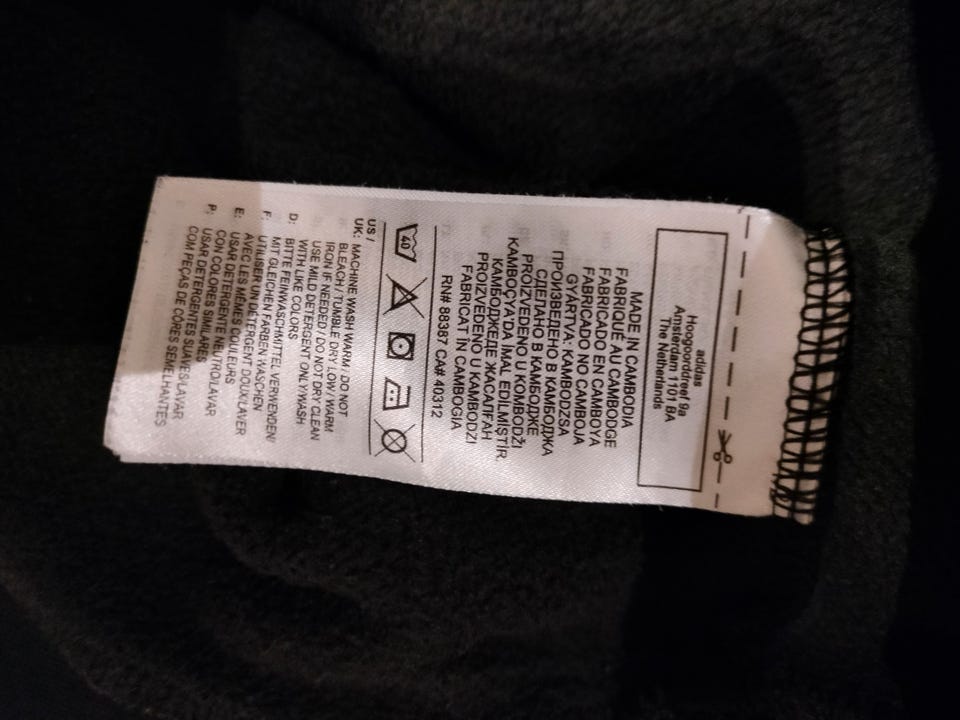 adidas
Hoogoorddreef 9a
Amsterdam 1101 BA
The Netherlands
MADE IN CAMBODIA
FABRIQUÉ AU CAMBODGE
FABRICADO EN CAMBOYA
FABRICADO NO CAMBOJA
GYÁRTVA: KAMBODZSA
ПРОИЗВЕДЕНО В КАМБОДЖА
СДЕЛАНО В КАМБОДЖЕ
PROIZVEDENO U KOMBODŽI
KAMBOÇYA'DA İMAL EDİLMİŞTİR.
КАМБОДЖЕДЕ ЖАСАЛҒАН
PROIZVEDENO U KAMBODZI
FABRICAT ÎN CAMBOGIA
RN# 88387 CA# 40312
40
US /
UK: MACHINE WASH WARM / DO NOT
BLEACH / TUMBLE DRY LOW / WARM
IRON IF NEEDED / DO NOT DRY CLEAN
USE MILD DETERGENT ONLY/WASH
WITH LIKE COLORS
D: BITTE FEINWASCHMITTEL VERWENDEN/
MIT GLEICHEN FARBEN WASCHEN
F: UTILISER UN DÉTERGENT DOUX/LAVER
AVEC LES MÊMES COULEURS
E: USAR DETERGENTE NEUTRO/LAVAR
CON COLORES SIMILARES
P: USAR DETERGENTES SUAVES/LAVAR
COM PEÇAS DE CORES SEMELHANTES